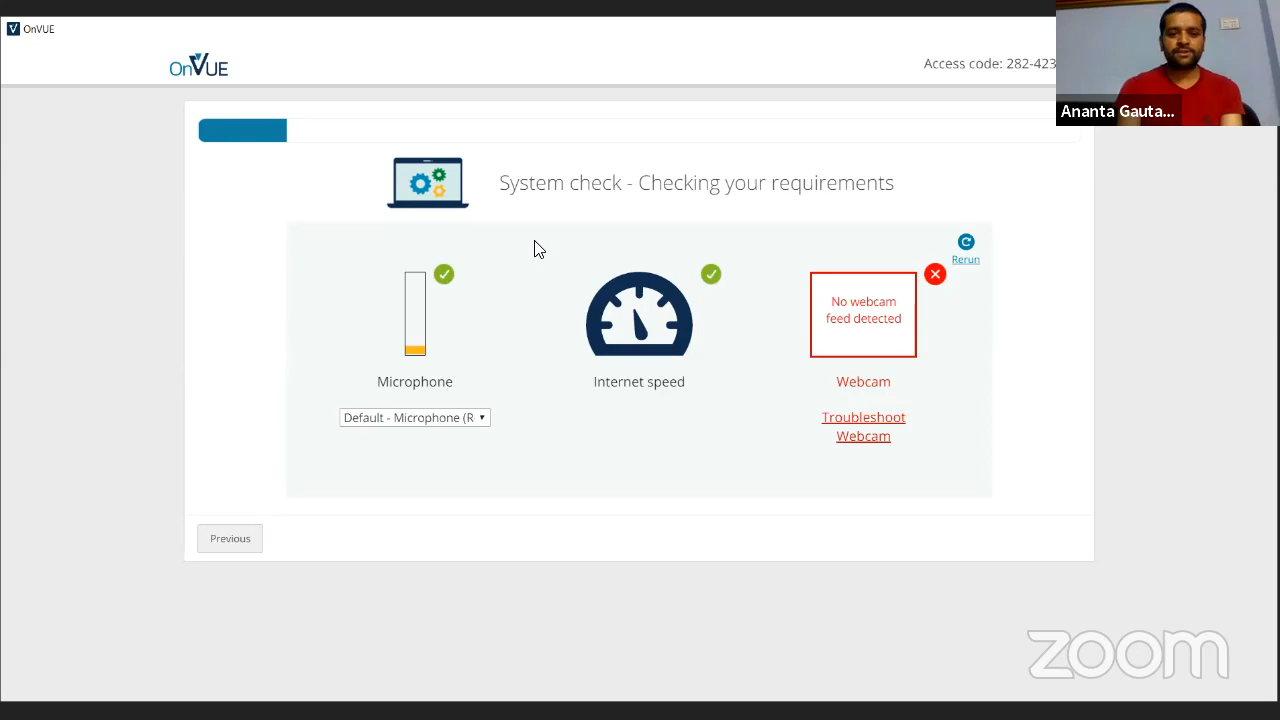 OnVUE
OnVUE
Access code: 282-423
Ananta Gauta...
System check - Checking your requirements
Rerun
No webcam
feed detected
Microphone
Internet speed
Webcam
Default - Microphone (R
Troubleshoot
Webcam
Previous
zoom